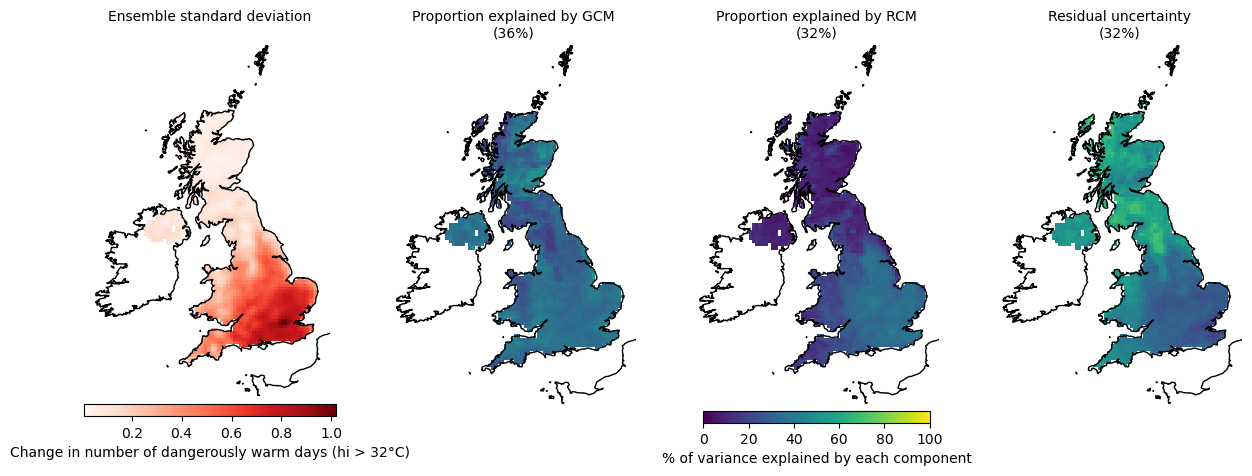 Ensemble standard deviation
Proportion explained by GCM
(36%)
Proportion explained by RCM
(32%)
Residual uncertainty
(32%)
0.2 0.4 0.6 0.8 1.0
Change in number of dangerously warm days (hi > 32°C)
0 20 40 60 80 100
% of variance explained by each component